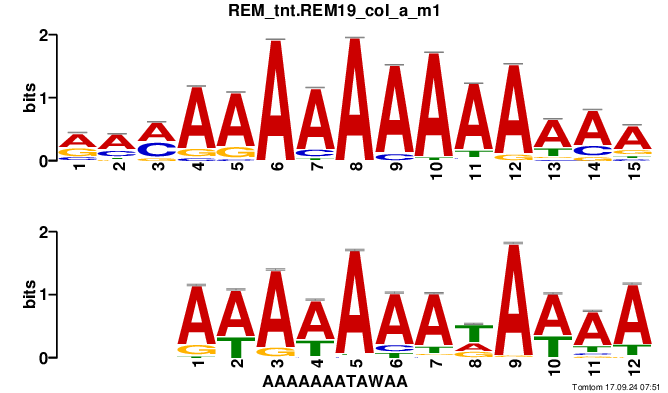 REM_tnt.REM19_col_a_m1
2
1
0
bits
1 2 3 4 5 6 7 8 9 10 11 12 13 14 15
2
1
0
bits
1 2 3 4 5 6 7 8 9 10 11 12
AAAAAAATAWAA
Tomtom 17.09.24 07:51